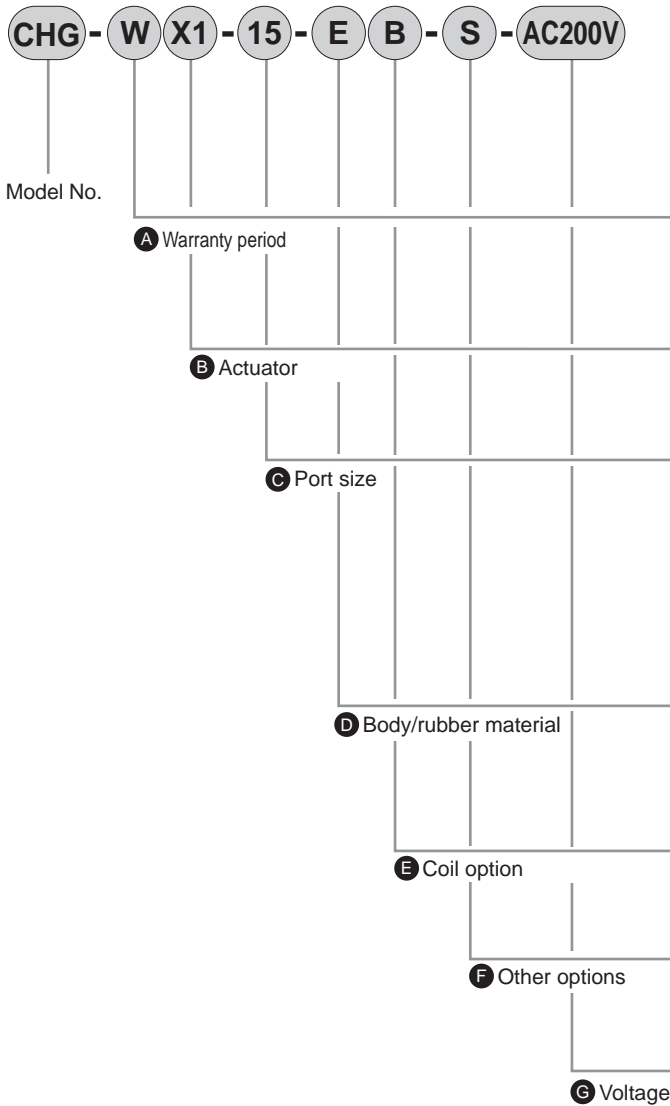 CHG - W X1 - 15 - E B - S - AC200V
Model No.
A Warranty period
B Actuator
C Port size
D Body/rubber material
E Coil option
F Other options
G Voltage